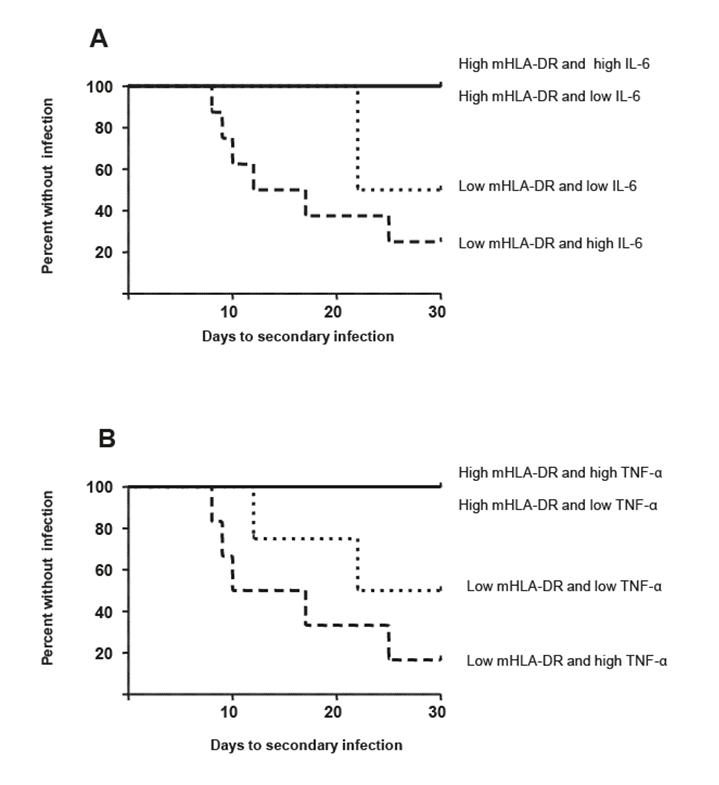 A
High mHLA-DR and high IL-6
High mHLA-DR and low IL-6
Low mHLA-DR and low IL-6
Low mHLA-DR and high IL-6
Percent without infection
100
80
60
40
20
10 20 30
Days to secondary infection
B
High mHLA-DR and high TNF-α
High mHLA-DR and low TNF-α
Low mHLA-DR and low TNF-α
Low mHLA-DR and high TNF-α
Percent without infection
100
80
60
40
20
10 20 30
Days to secondary infection